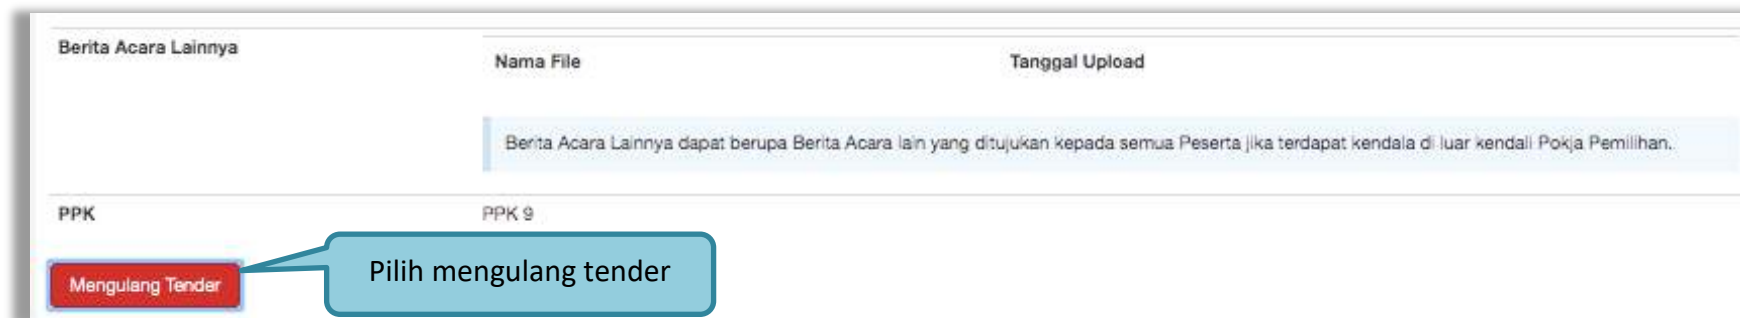 Berita Acara Lainnya
Nama File Tanggal Upload
Berita Acara Lainnya dapat berupa Berita Acara lain yang ditujukan kepada semua Peserta jika terdapat kendala di luar kendali Pokja Pemilihan.
PPK PPK 9
Mengulang Tender
Pilih mengulang tender